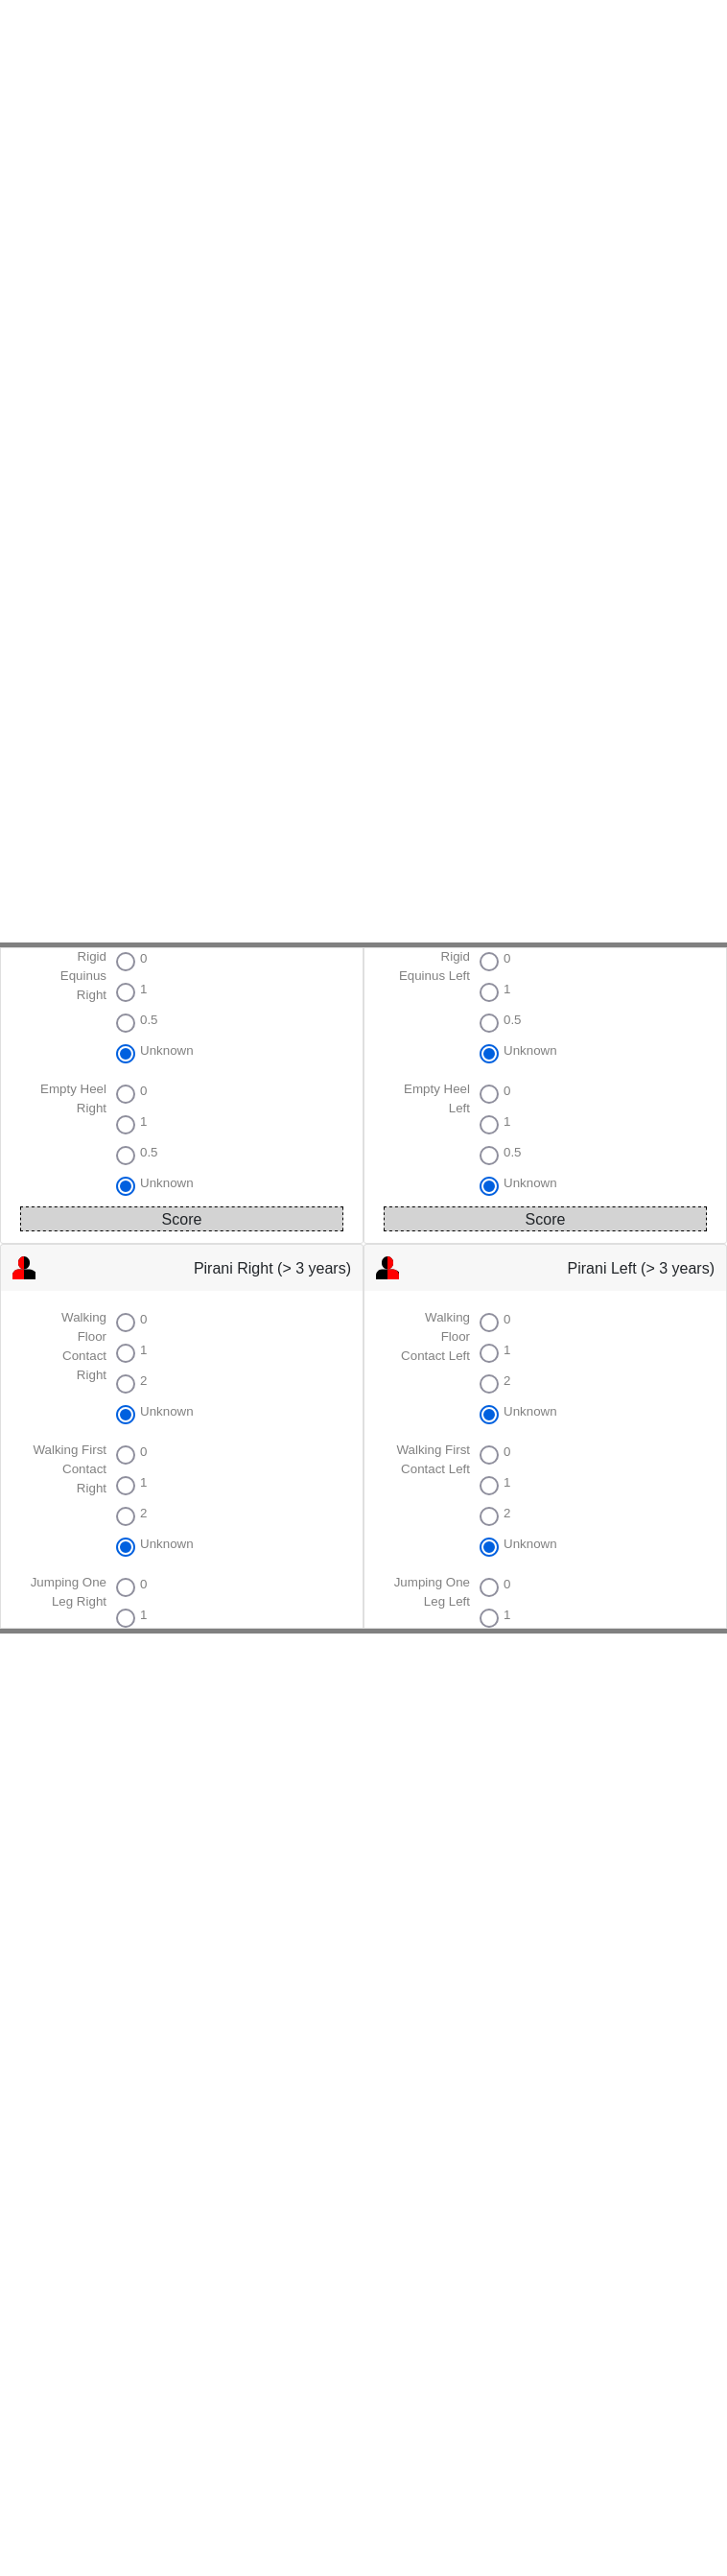 Rigid
Equinus
Right
0
1
0.5
Unknown
Empty Heel
Right
0
1
0.5
Unknown
Score
Rigid
Equinus Left
0
1
0.5
Unknown
Empty Heel
Left
0
1
0.5
Unknown
Score
Pirani Right (> 3 years)
Walking
Floor
Contact
Right
0
1
2
Unknown
Walking First
Contact
Right
0
1
2
Unknown
Jumping One
Leg Right
0
1
Pirani Left (> 3 years)
Walking
Floor
Contact Left
0
1
2
Unknown
Walking First
Contact Left
0
1
2
Unknown
Jumping One
Leg Left
0
1